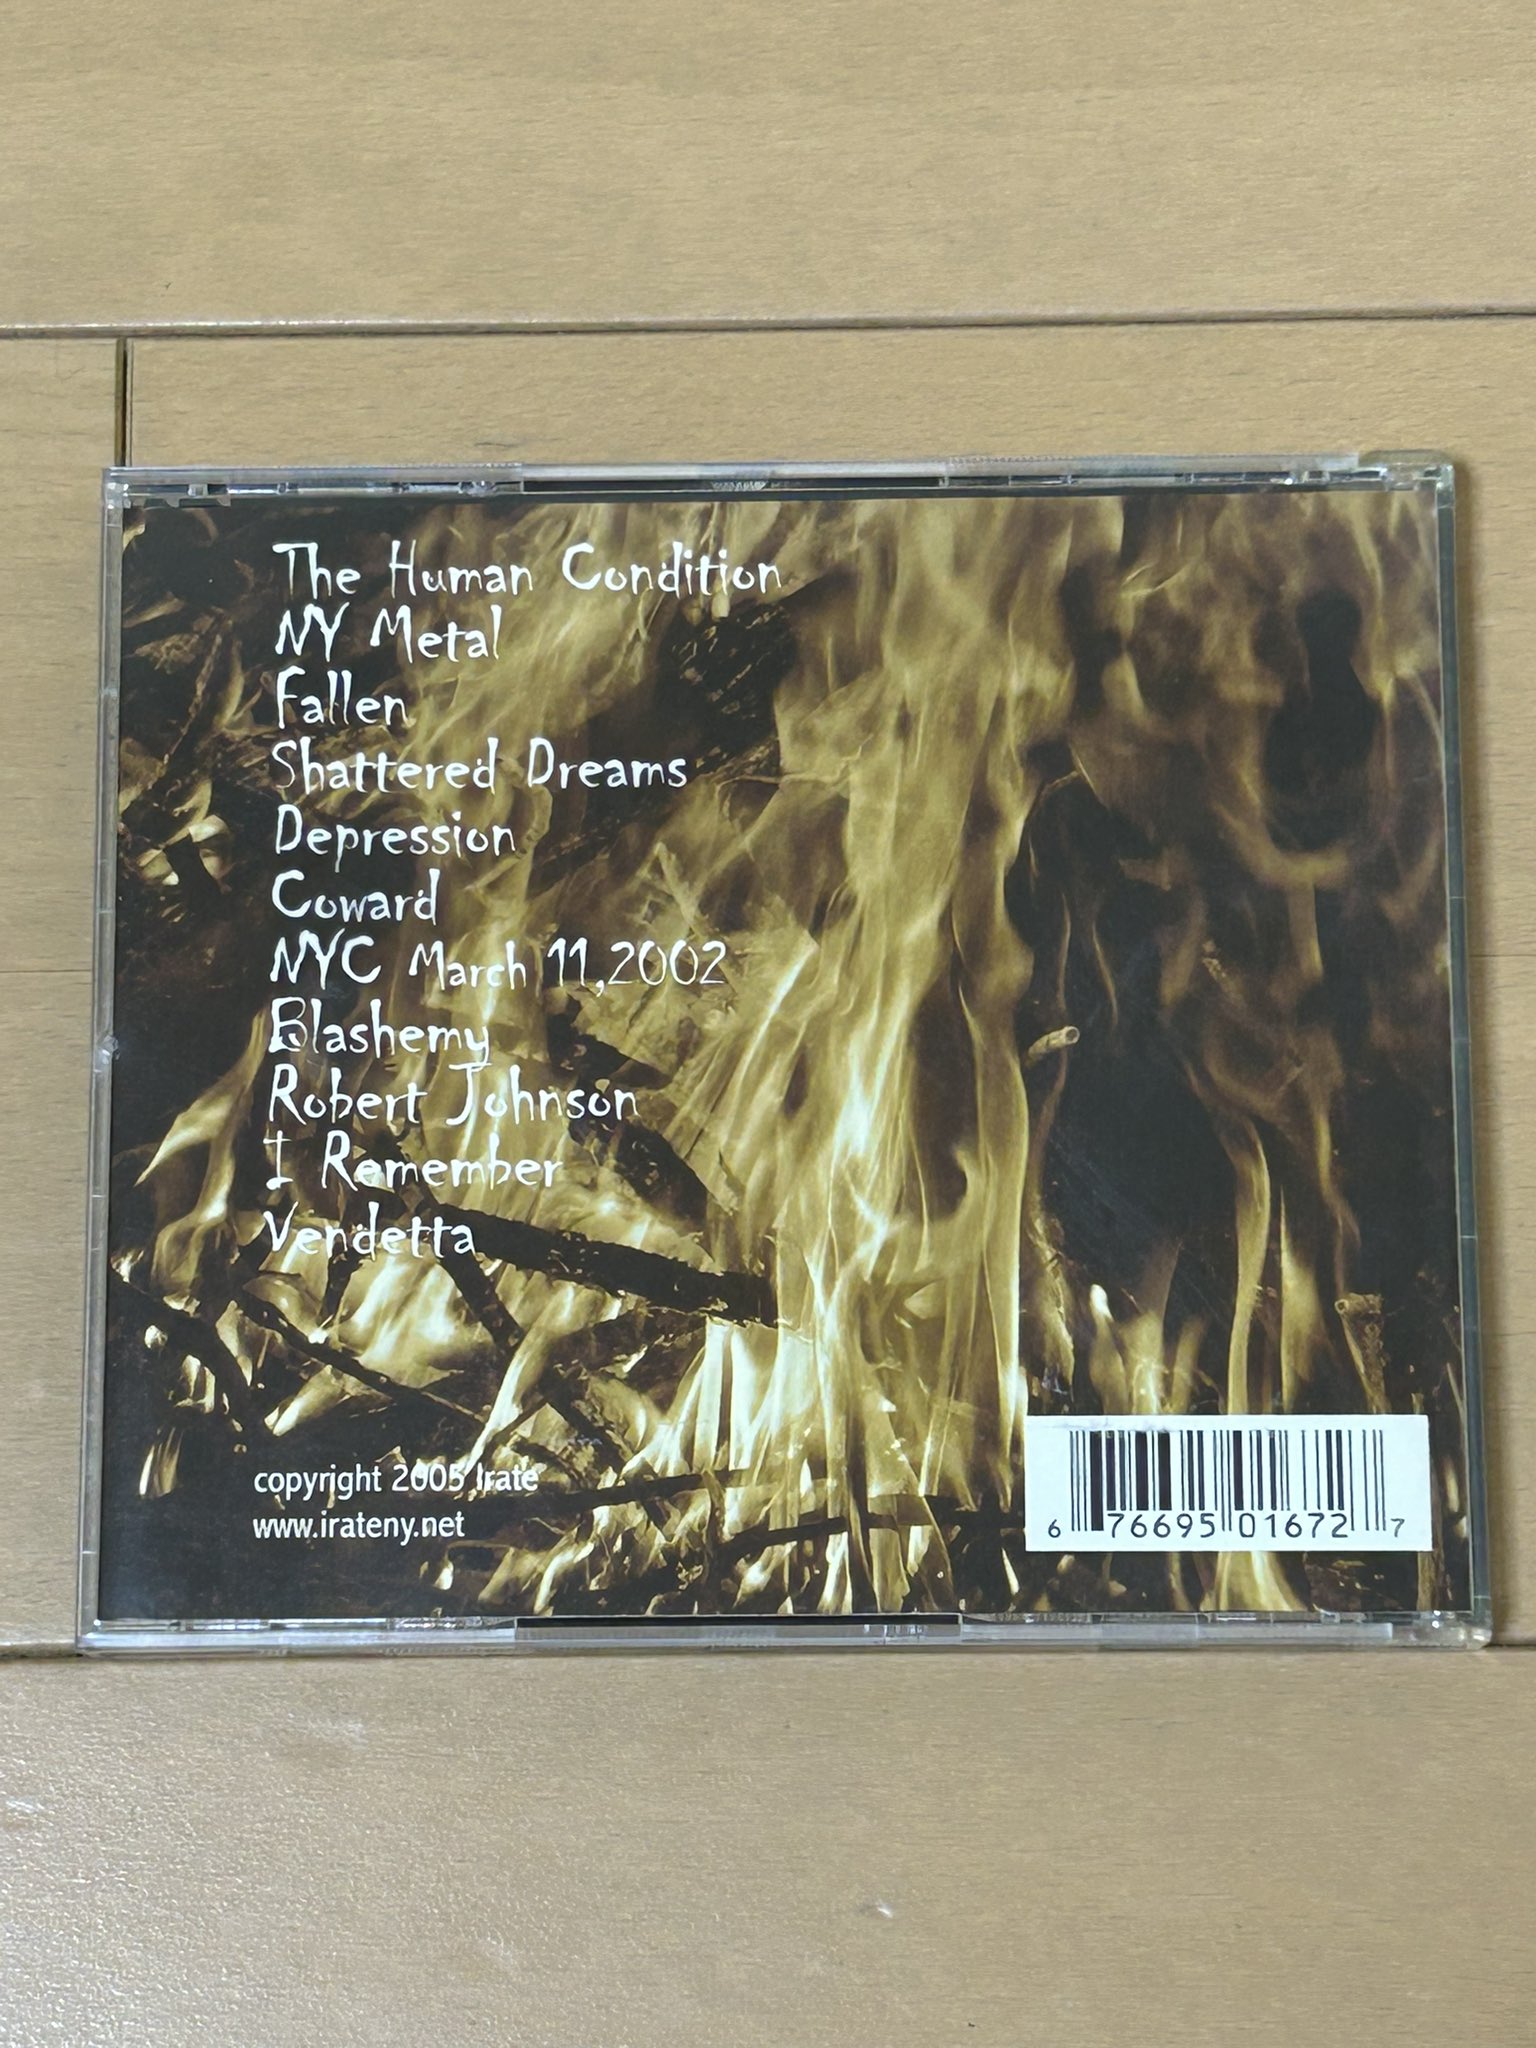 The Human Condition
NY Metal
Fallen
Shattered Dreams
Depression
Coward
NYC March 11,2002
Blashemy
Robert Johnson
I Remember
Vendetta
copyright 2005 Irate
www.irateny.net
6 76695 01672 7